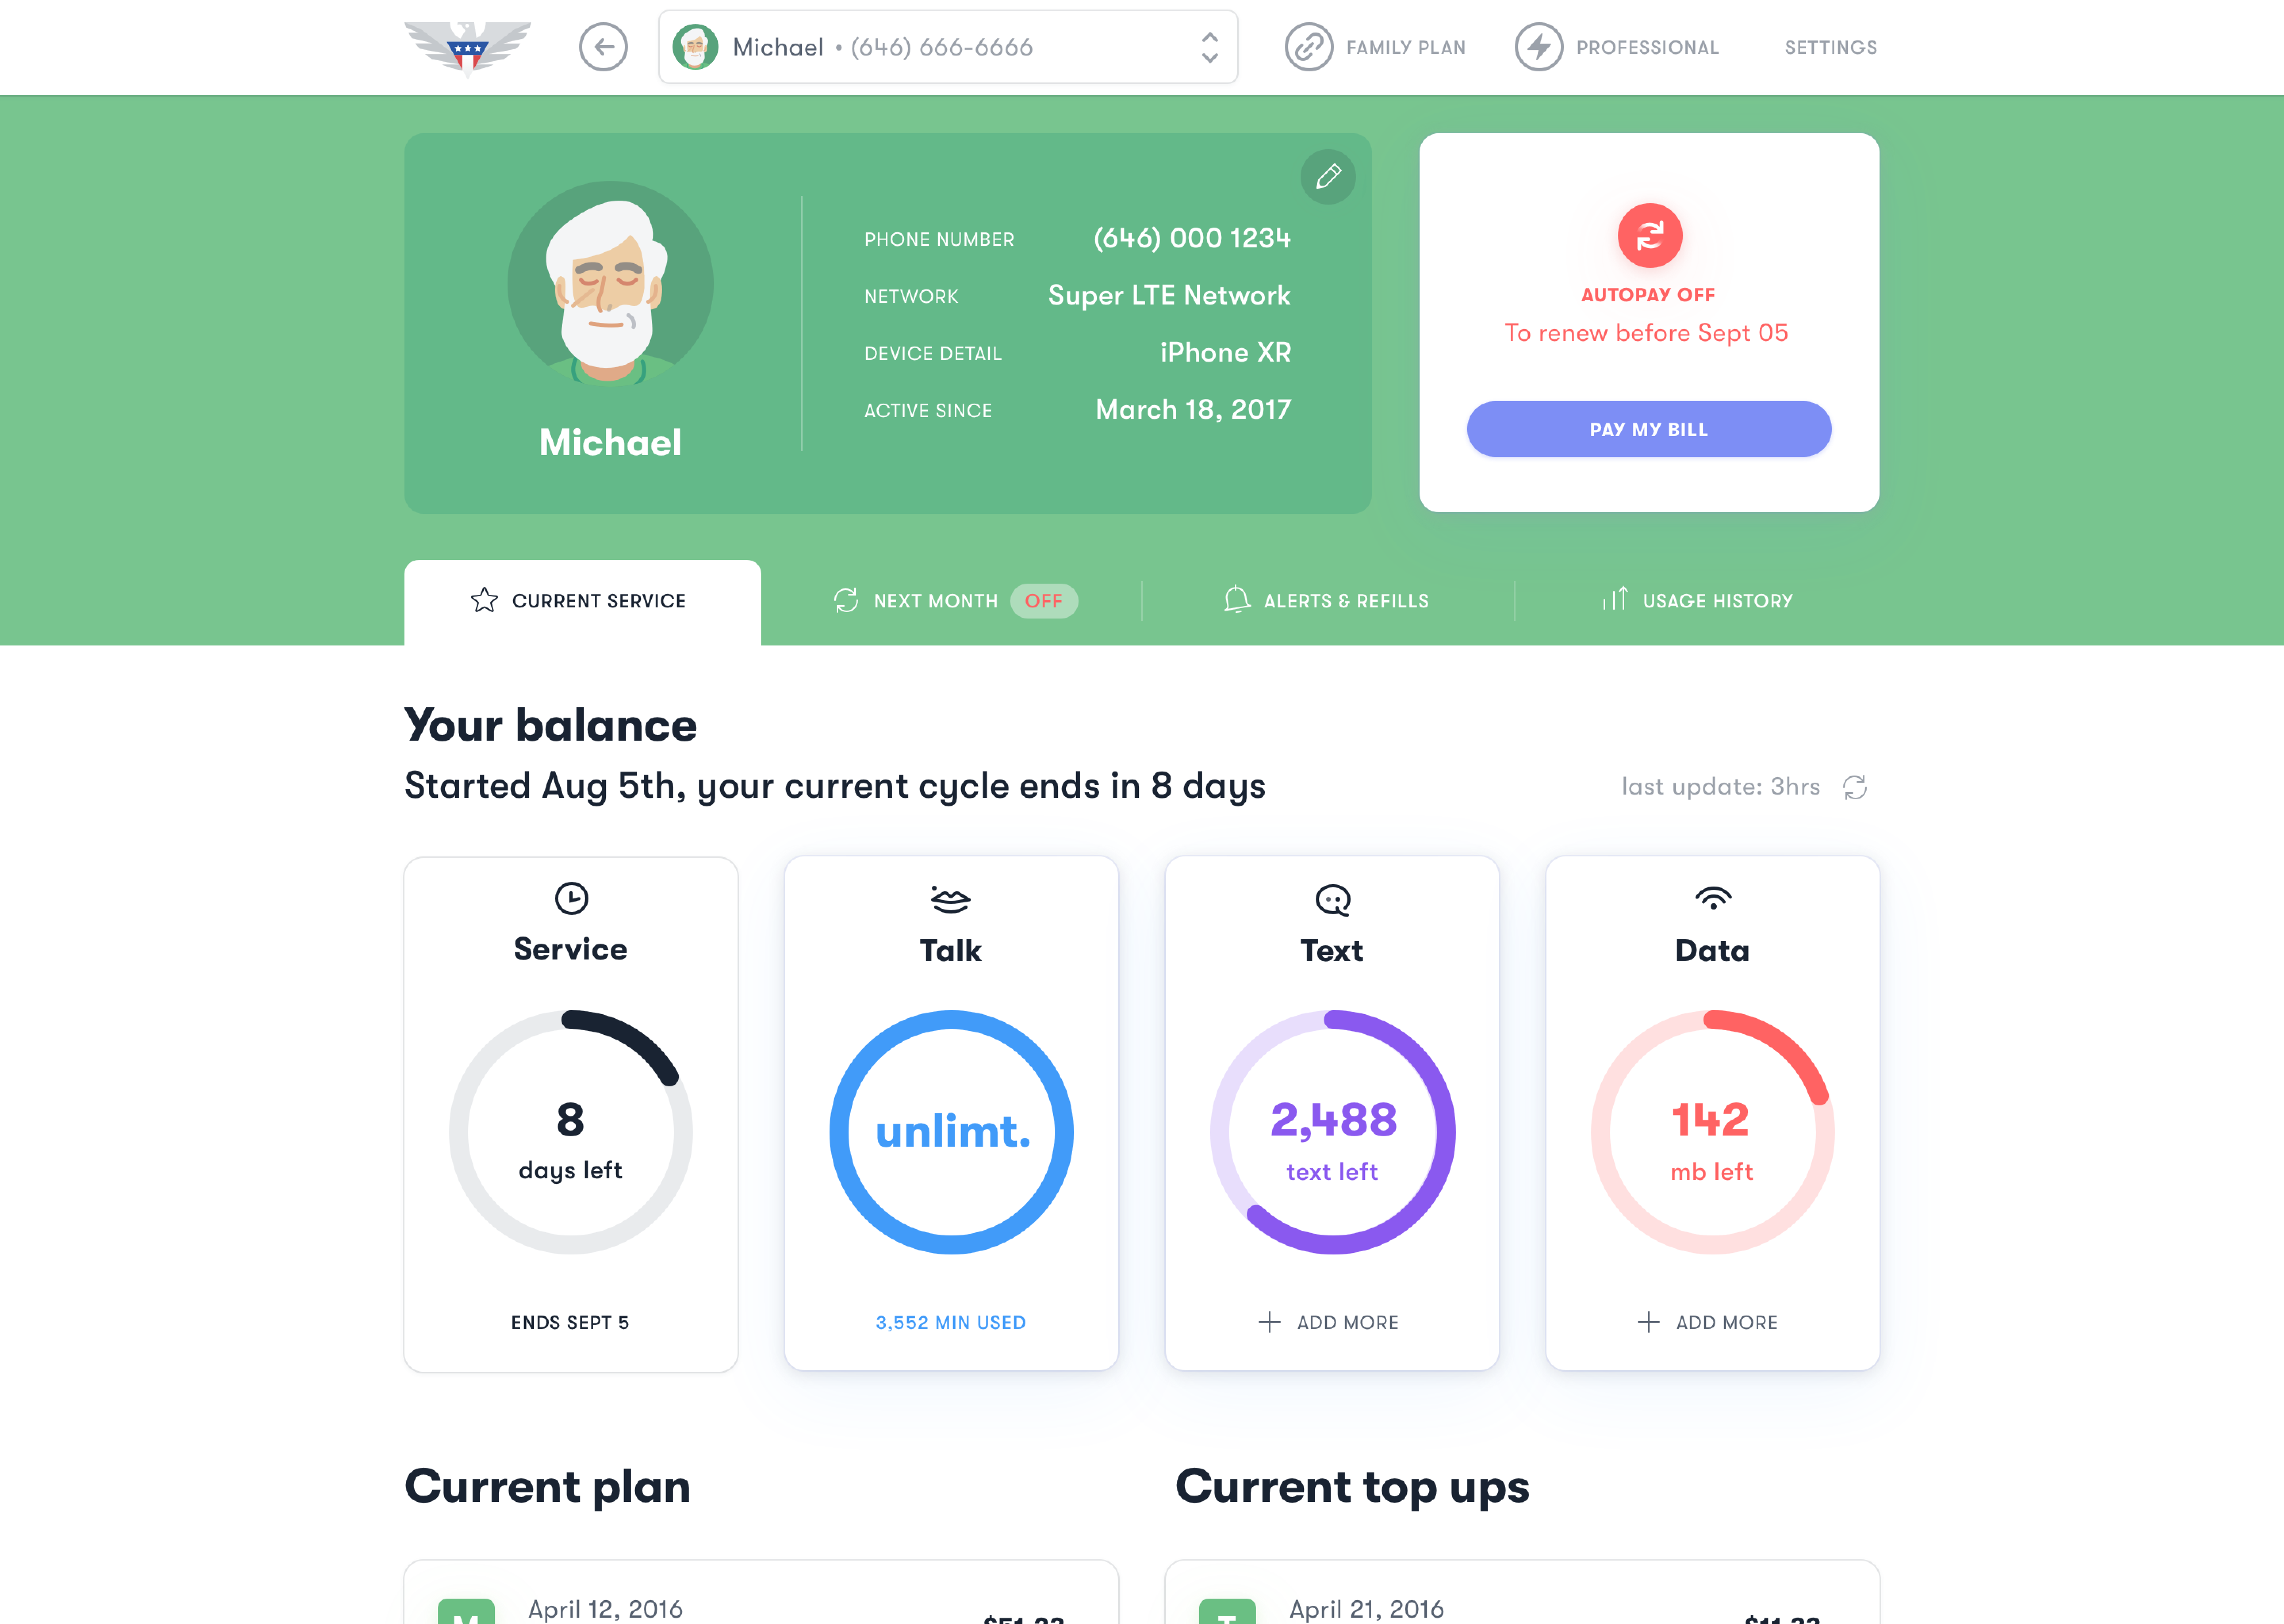 Michael • (646) 666-6666
FAMILY PLAN
PROFESSIONAL
SETTINGS
Michael
PHONE NUMBER (646) 000 1234
NETWORK Super LTE Network
DEVICE DETAIL iPhone XR
ACTIVE SINCE March 18, 2017
AUTOPAY OFF
To renew before Sept 05
PAY MY BILL
CURRENT SERVICE
NEXT MONTH OFF
ALERTS & REFILLS
USAGE HISTORY
Your balance
Started Aug 5th, your current cycle ends in 8 days
last update: 3hrs
Service
8
days left
ENDS SEPT 5
Talk
unlimt.
3,552 MIN USED
Text
2,488
text left
ADD MORE
Data
142
mb left
ADD MORE
Current plan
April 12, 2016
Current top ups
April 21, 2016